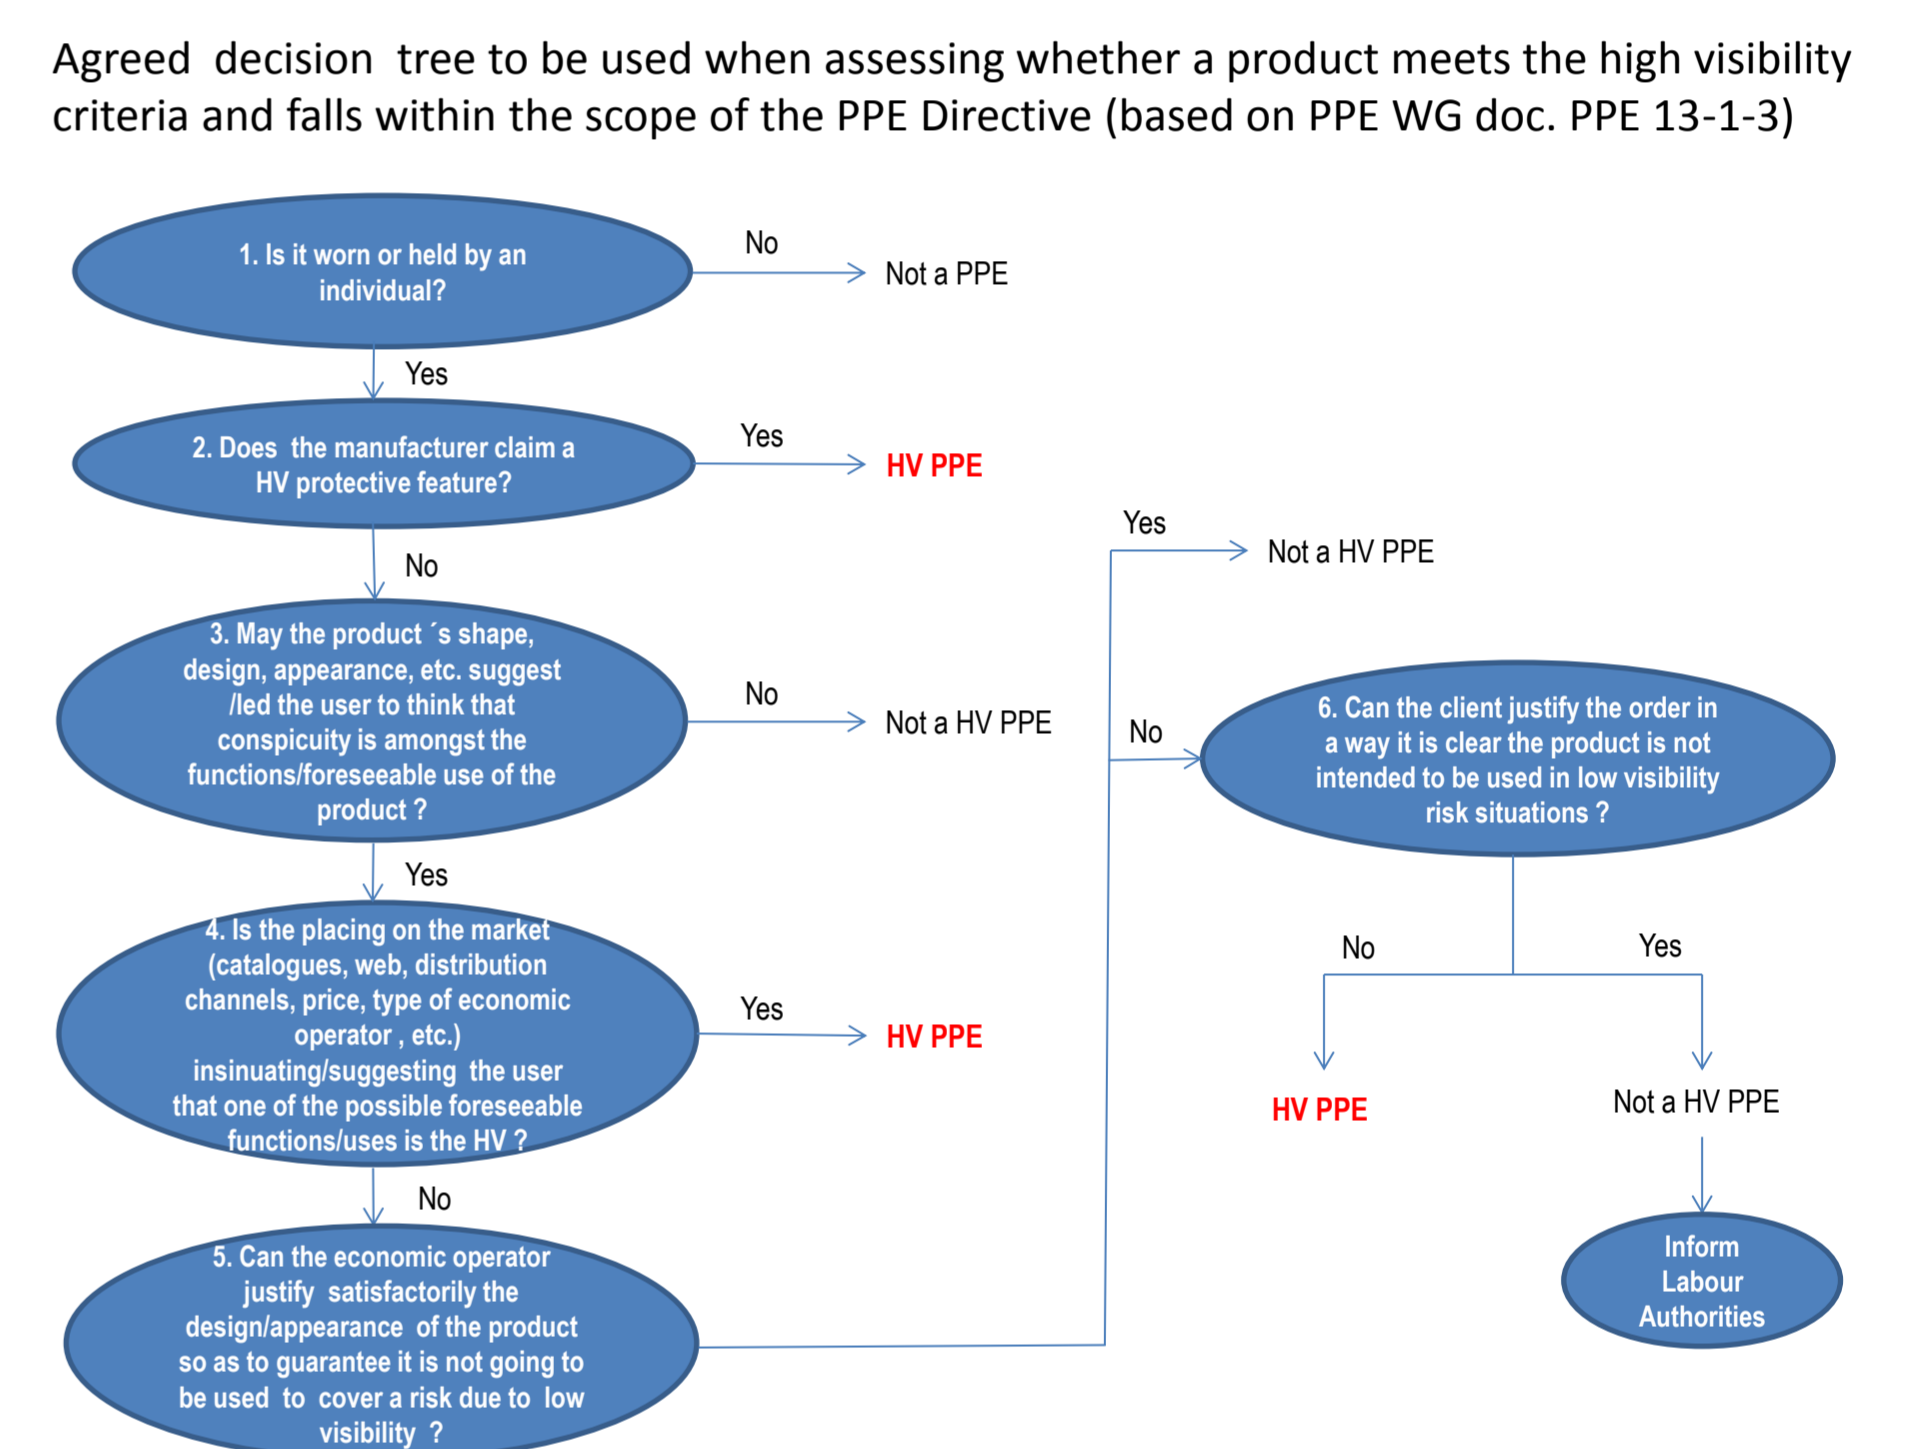 Agreed decision tree to be used when assessing whether a product meets the high visibility
criteria and falls within the scope of the PPE Directive (based on PPE WG doc. PPE 13-1-3)
1. Is it worn or held by an
individual?
No
Not a PPE
Yes
2. Does the manufacturer claim a
HV protective feature?
Yes
HV PPE
No
3. May the product ´s shape,
design, appearance, etc. suggest
/led the user to think that
conspicuity is amongst the
functions/foreseeable use of the
product ?
No
Not a HV PPE
Yes
4. Is the placing on the market
(catalogues, web, distribution
channels, price, type of economic
operator , etc.)
insinuating/suggesting the user
that one of the possible foreseeable
functions/uses is the HV ?
Yes
HV PPE
No
5. Can the economic operator
justify satisfactorily the
design/appearance of the product
so as to guarantee it is not going to
be used to cover a risk due to low
visibility ?
Yes
Not a HV PPE
No
6. Can the client justify the order in
a way it is clear the product is not
intended to be used in low visibility
risk situations ?
No
HV PPE
Yes
Not a HV PPE
Inform
Labour
Authorities